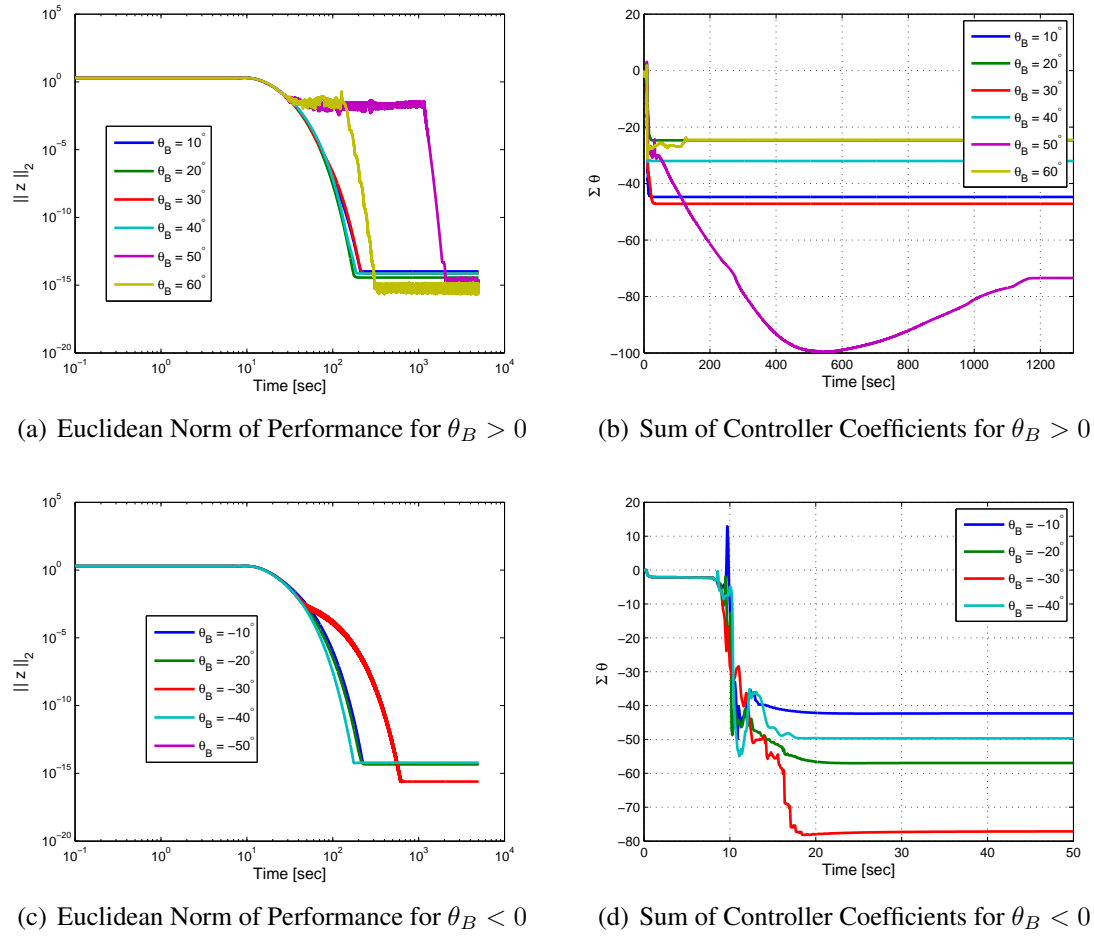 10^5
10^0
10^−5
10^−10
10^−15
10^−20
10^−1
10^0
10^1
10^2
10^3
10^4
|| z ||_2
Time [sec]
θ_B = 10°
θ_B = 20°
θ_B = 30°
θ_B = 40°
θ_B = 50°
θ_B = 60°
(a) Euclidean Norm of Performance for θ_B > 0
20
0
−20
−40
−60
−80
−100
0
200
400
600
800
1000
1200
Σ θ
Time [sec]
θ_B = 10°
θ_B = 20°
θ_B = 30°
θ_B = 40°
θ_B = 50°
θ_B = 60°
(b) Sum of Controller Coefficients for θ_B > 0
10^5
10^0
10^−5
10^−10
10^−15
10^−20
10^−1
10^0
10^1
10^2
10^3
10^4
|| z ||_2
Time [sec]
θ_B = −10°
θ_B = −20°
θ_B = −30°
θ_B = −40°
θ_B = −50°
(c) Euclidean Norm of Performance for θ_B < 0
20
10
0
−10
−20
−30
−40
−50
−60
−70
−80
0
10
20
30
40
50
Σ θ
Time [sec]
θ_B = −10°
θ_B = −20°
θ_B = −30°
θ_B = −40°
(d) Sum of Controller Coefficients for θ_B < 0